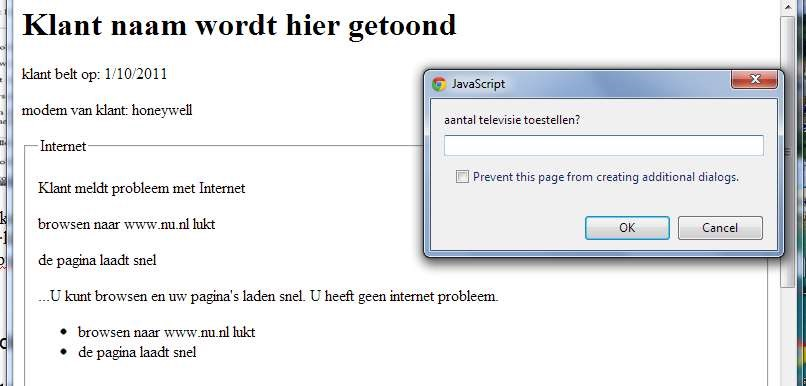 Klant naam wordt hier getoond
klant belt op: 1/10/2011
modem van klant: honeywell
Internet
Klant meldt probleem met Internet
browsen naar www.nu.nl lukt
de pagina laadt snel
...U kunt browsen en uw pagina's laden snel. U heeft geen internet probleem.
browsen naar www.nu.nl lukt
de pagina laadt snel
JavaScript
aantal televisie toestellen?
Prevent this page from creating additional dialogs.
OK
Cancel